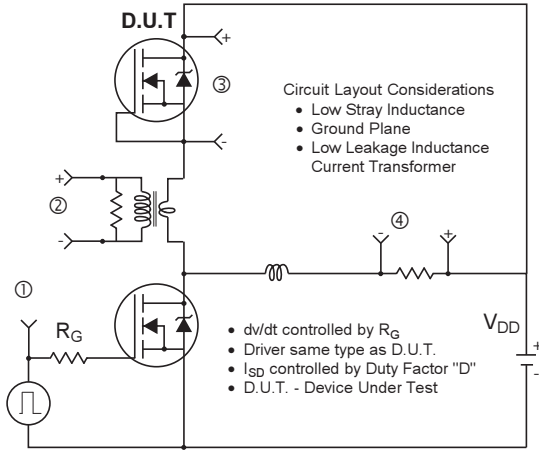 D.U.T
+
③
-
Circuit Layout Considerations
• Low Stray Inductance
• Ground Plane
• Low Leakage Inductance
Current Transformer
+
②
-
④
-
+
①
RG
VDD
+
-
• dv/dt controlled by RG
• Driver same type as D.U.T.
• ISD controlled by Duty Factor "D"
• D.U.T. - Device Under Test